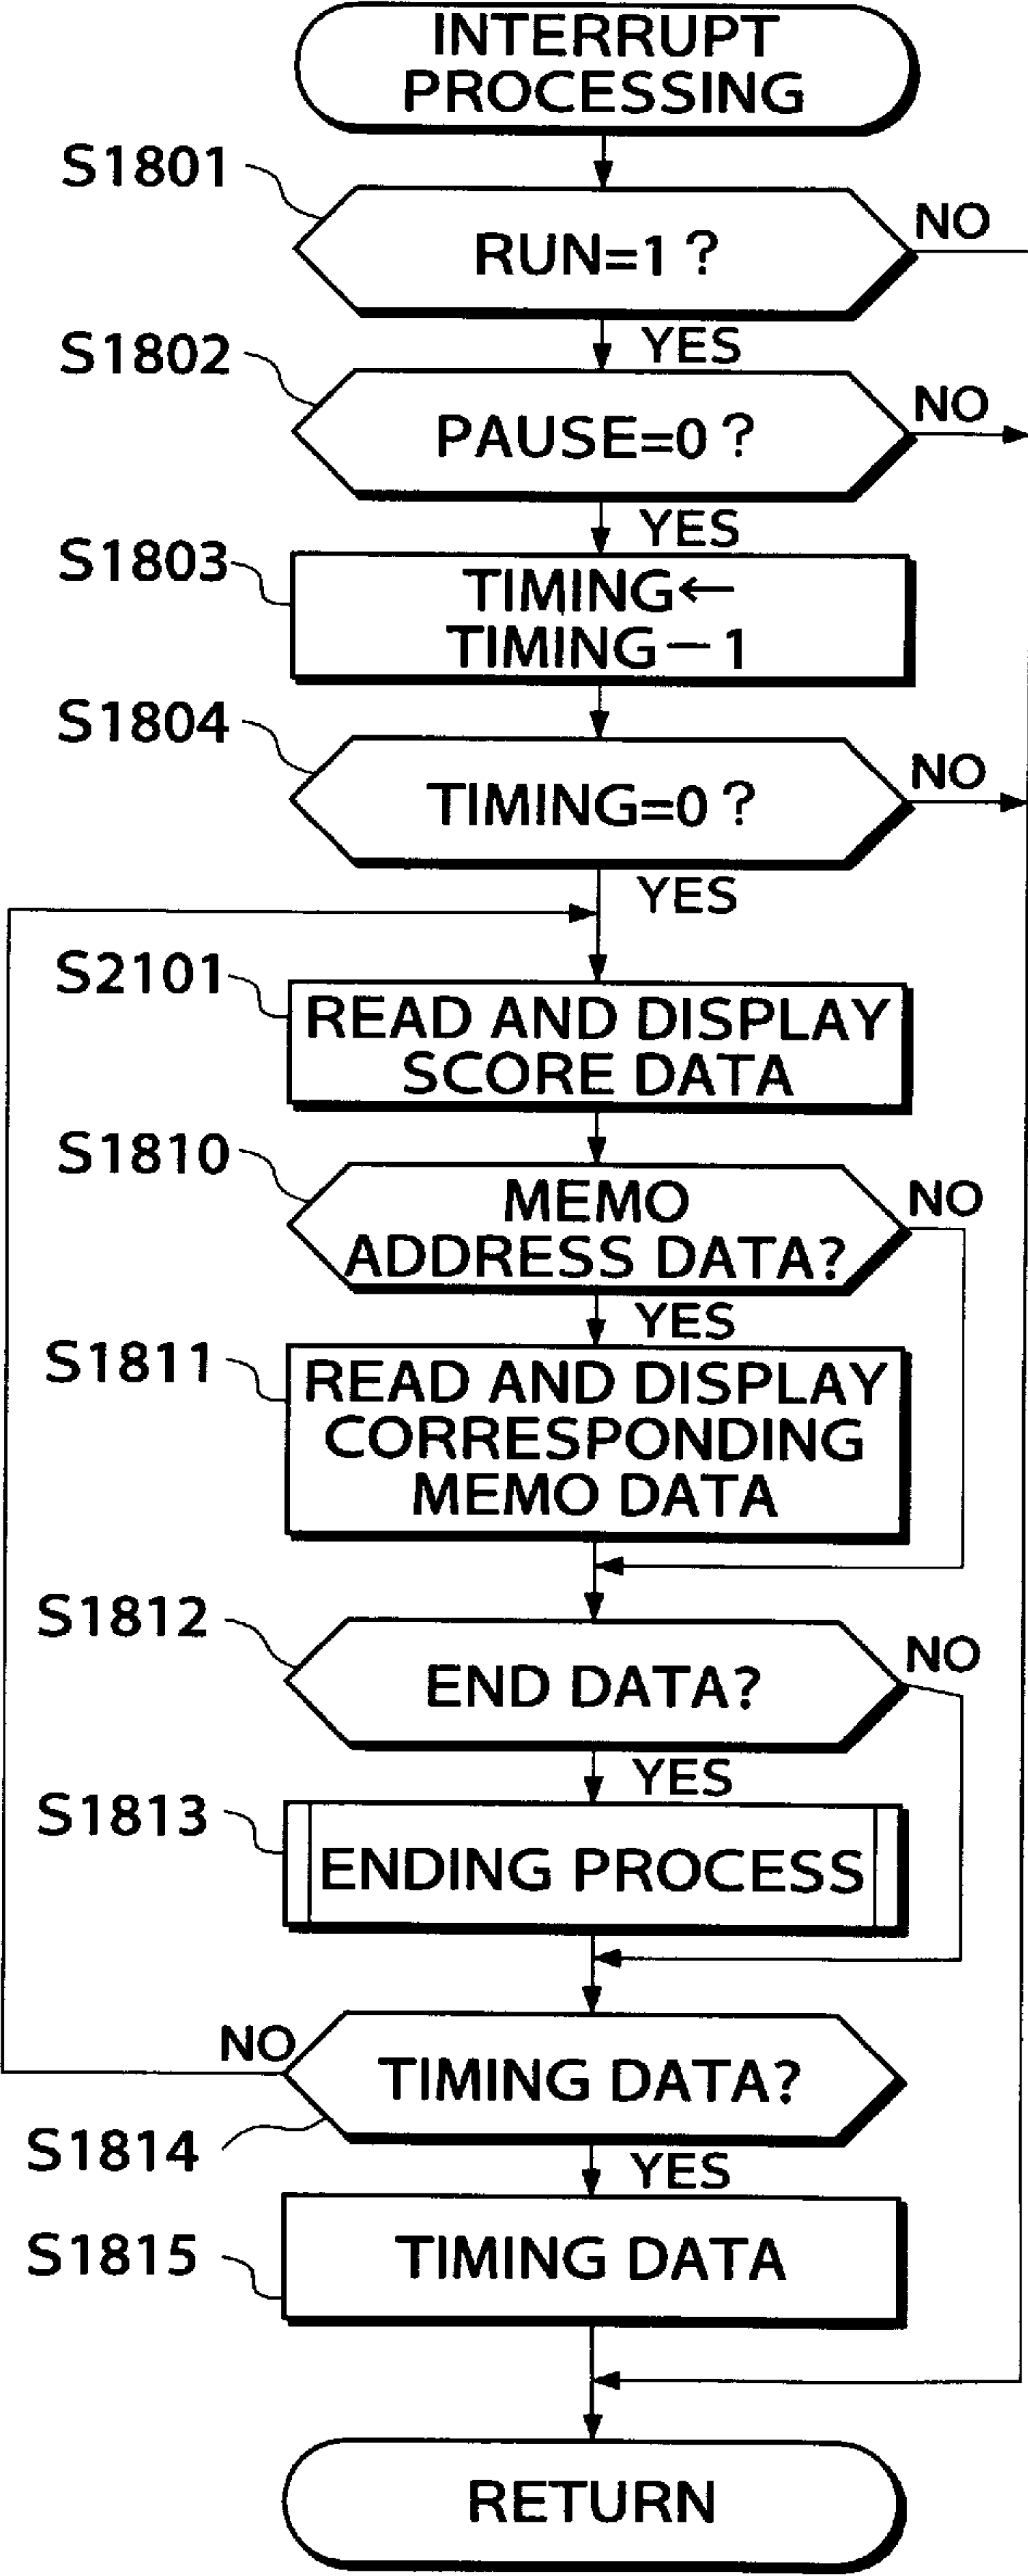 INTERRUPT
PROCESSING
S1801
RUN=1?
NO
YES
S1802
PAUSE=0?
NO
YES
S1803
TIMING←
TIMING－1
S1804
TIMING=0?
NO
YES
S2101
READ AND DISPLAY
SCORE DATA
S1810
MEMO
ADDRESS DATA?
NO
YES
S1811
READ AND DISPLAY
CORRESPONDING
MEMO DATA
S1812
END DATA?
NO
YES
S1813
ENDING PROCESS
NO
TIMING DATA?
S1814
YES
S1815
TIMING DATA
RETURN